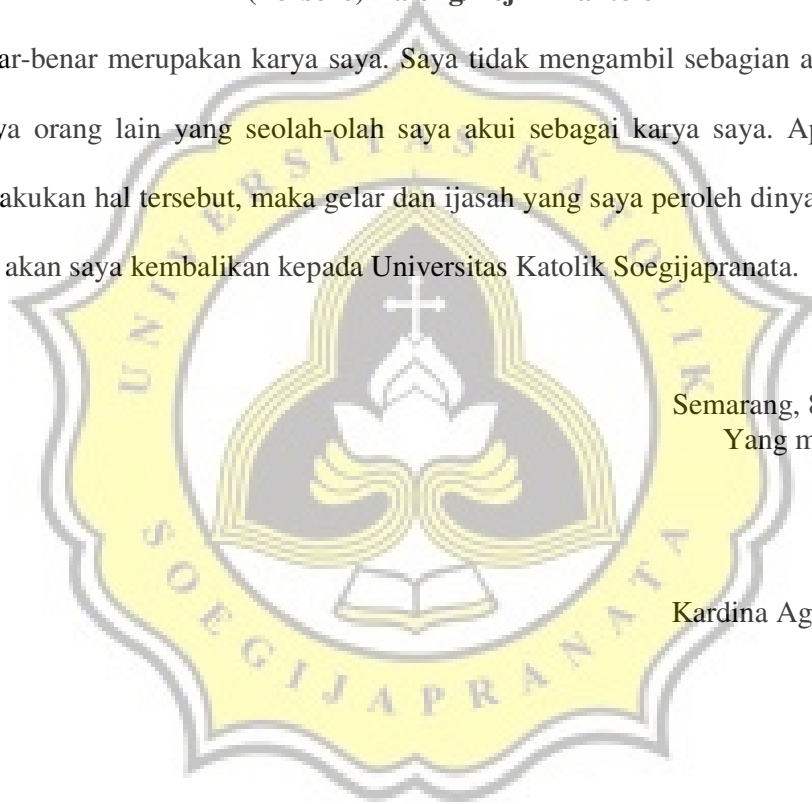 (Persero)
ar-benar merupakan karya saya. Saya tidak mengambil sebagian a
ya orang lain yang seolah-olah saya akui sebagai karya saya. Ap
akukan hal tersebut, maka gelar dan ijasah yang saya peroleh dinya
akan saya kembalikan kepada Universitas Katolik Soegijapranata.
Semarang, 8
Yang m
Kardina Ag
UNIVERSITAS KATOLIK
SOEGIJAPRANATA